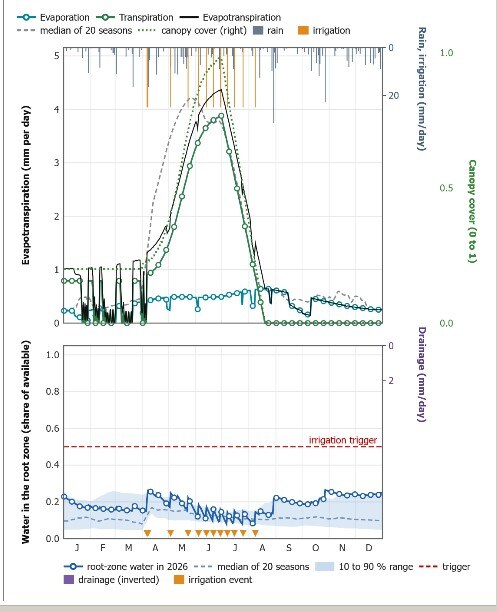 Evaporation Transpiration Evapotranspiration
median of 20 seasons canopy cover (right) rain irrigation
Evapotranspiration (mm per day)
5
4
3
2
1
0
0
20
Rain, irrigation (mm/day)
1.0
0.5
0.0
Canopy cover (0 to 1)
Water in the root zone (share of available)
1.0
0.8
0.6
0.4
0.2
0.0
irrigation trigger
0
2
Drainage (mm/day)
J F M A M J J A S O N D
root-zone water in 2026 median of 20 seasons 10 to 90 % range trigger
drainage (inverted) irrigation event